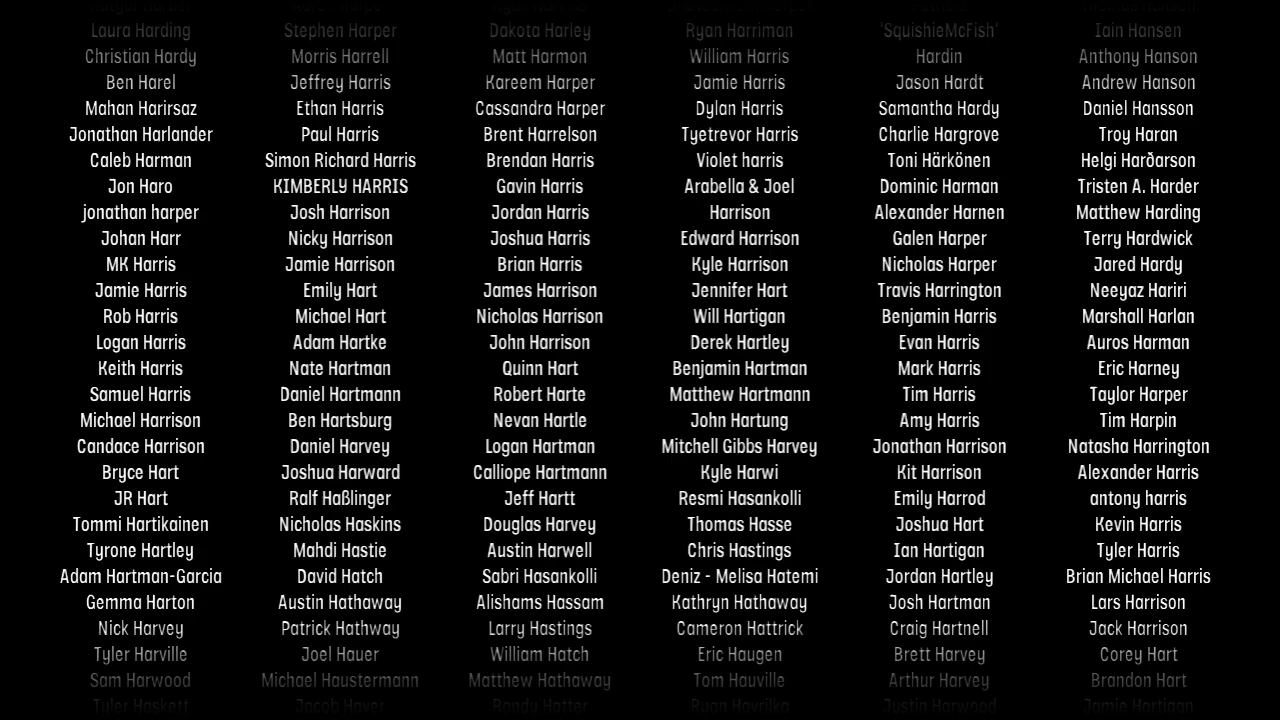 Laura Harding
Christian Hardy
Ben Harel
Mahan Harirsaz
Jonathan Harlander
Caleb Harman
Jon Haro
jonathan harper
Johan Harr
MK Harris
Jamie Harris
Rob Harris
Logan Harris
Keith Harris
Samuel Harris
Michael Harrison
Candace Harrison
Bryce Hart
JR Hart
Tommi Hartikainen
Tyrone Hartley
Adam Hartman-Garcia
Gemma Harton
Nick Harvey
Tyler Harville
Sam Harwood
Tyler Haskett
Stephen Harper
Morris Harrell
Jeffrey Harris
Ethan Harris
Paul Harris
Simon Richard Harris
KIMBERLY HARRIS
Josh Harrison
Nicky Harrison
Jamie Harrison
Emily Hart
Michael Hart
Adam Hartke
Nate Hartman
Daniel Hartmann
Ben Hartsburg
Daniel Harvey
Joshua Harward
Ralf Haßlinger
Nicholas Haskins
Mahdi Hastie
David Hatch
Austin Hathaway
Patrick Hathway
Joel Hauer
Michael Haustermann
Jacob Haver
Dakota Harley
Matt Harmon
Kareem Harper
Cassandra Harper
Brent Harrelson
Brendan Harris
Gavin Harris
Jordan Harris
Joshua Harris
Brian Harris
James Harrison
Nicholas Harrison
John Harrison
Quinn Hart
Robert Harte
Nevan Hartle
Logan Hartman
Calliope Hartmann
Jeff Hartt
Douglas Harvey
Austin Harwell
Sabri Hasankolli
Alishams Hassam
Larry Hastings
William Hatch
Matthew Hathaway
Randy Hatter
Ryan Harriman
William Harris
Jamie Harris
Dylan Harris
Tyetrevor Harris
Violet harris
Arabella & Joel
Harrison
Edward Harrison
Kyle Harrison
Jennifer Hart
Will Hartigan
Derek Hartley
Benjamin Hartman
Matthew Hartmann
John Hartung
Mitchell Gibbs Harvey
Kyle Harwi
Resmi Hasankolli
Thomas Hasse
Chris Hastings
Deniz - Melisa Hatemi
Kathryn Hathaway
Cameron Hattrick
Eric Haugen
Tom Hauville
Ryan Havrilka
'SquishieMcFish'
Hardin
Jason Hardt
Samantha Hardy
Charlie Hargrove
Toni Härkönen
Dominic Harman
Alexander Harnen
Galen Harper
Nicholas Harper
Travis Harrington
Benjamin Harris
Evan Harris
Mark Harris
Tim Harris
Amy Harris
Jonathan Harrison
Kit Harrison
Emily Harrod
Joshua Hart
Ian Hartigan
Jordan Hartley
Josh Hartman
Craig Hartnell
Brett Harvey
Arthur Harvey
Justin Harwood
Iain Hansen
Anthony Hanson
Andrew Hanson
Daniel Hansson
Troy Haran
Helgi Harðarson
Tristen A. Harder
Matthew Harding
Terry Hardwick
Jared Hardy
Neeyaz Hariri
Marshall Harlan
Auros Harman
Eric Harney
Taylor Harper
Tim Harpin
Natasha Harrington
Alexander Harris
antony harris
Kevin Harris
Tyler Harris
Brian Michael Harris
Lars Harrison
Jack Harrison
Corey Hart
Brandon Hart
Jamie Hartigan